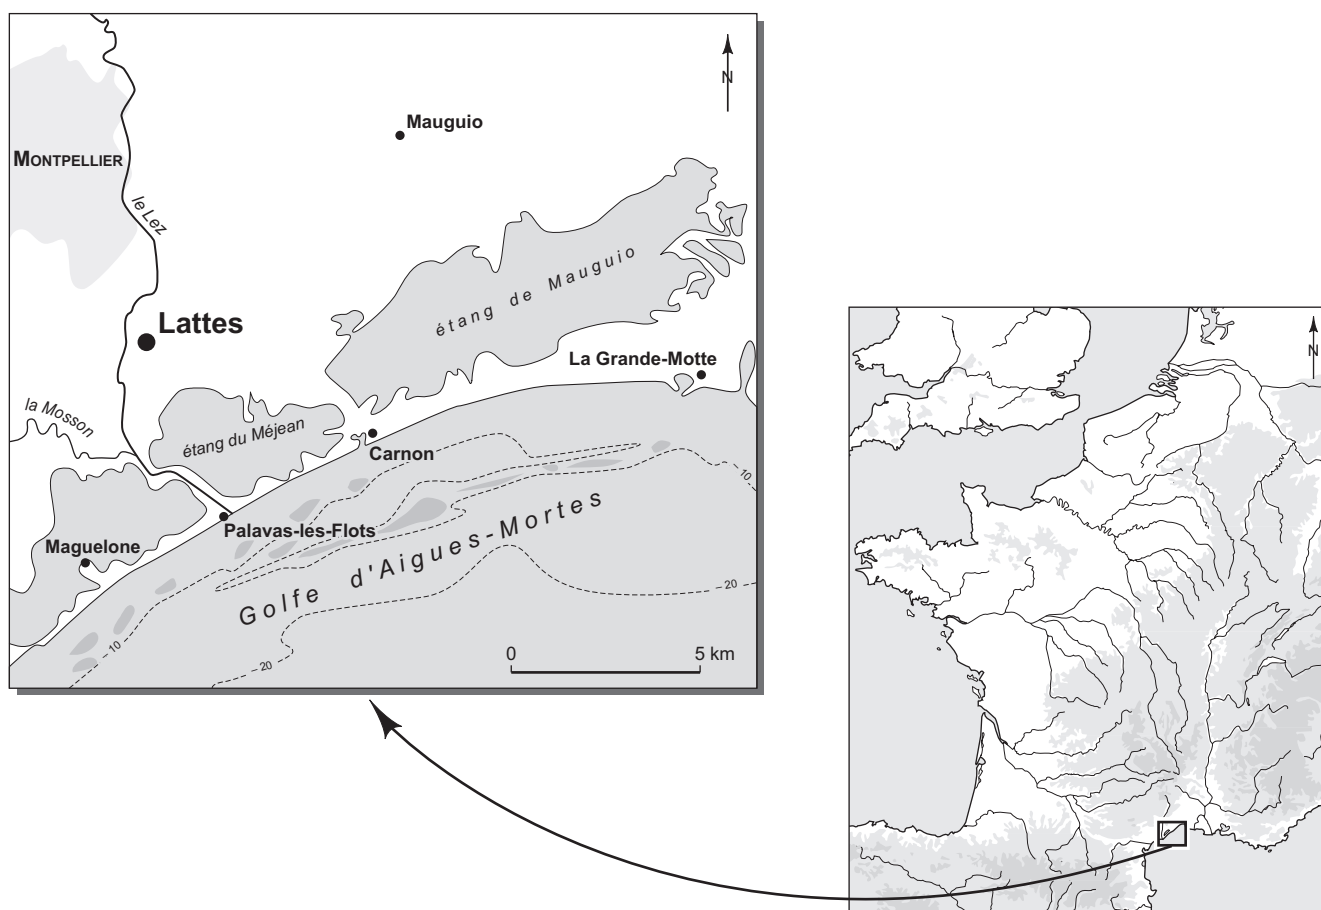 N
Mauguio
MONTPELLIER
le Lez
étang de Mauguio
Lattes
La Grande-Motte
la Mosson
étang du Méjean
Carnon
10
Palavas-les-Flots
Golfe d'Aigues-Mortes
Maguelone
20
10
20
0 5 km
N